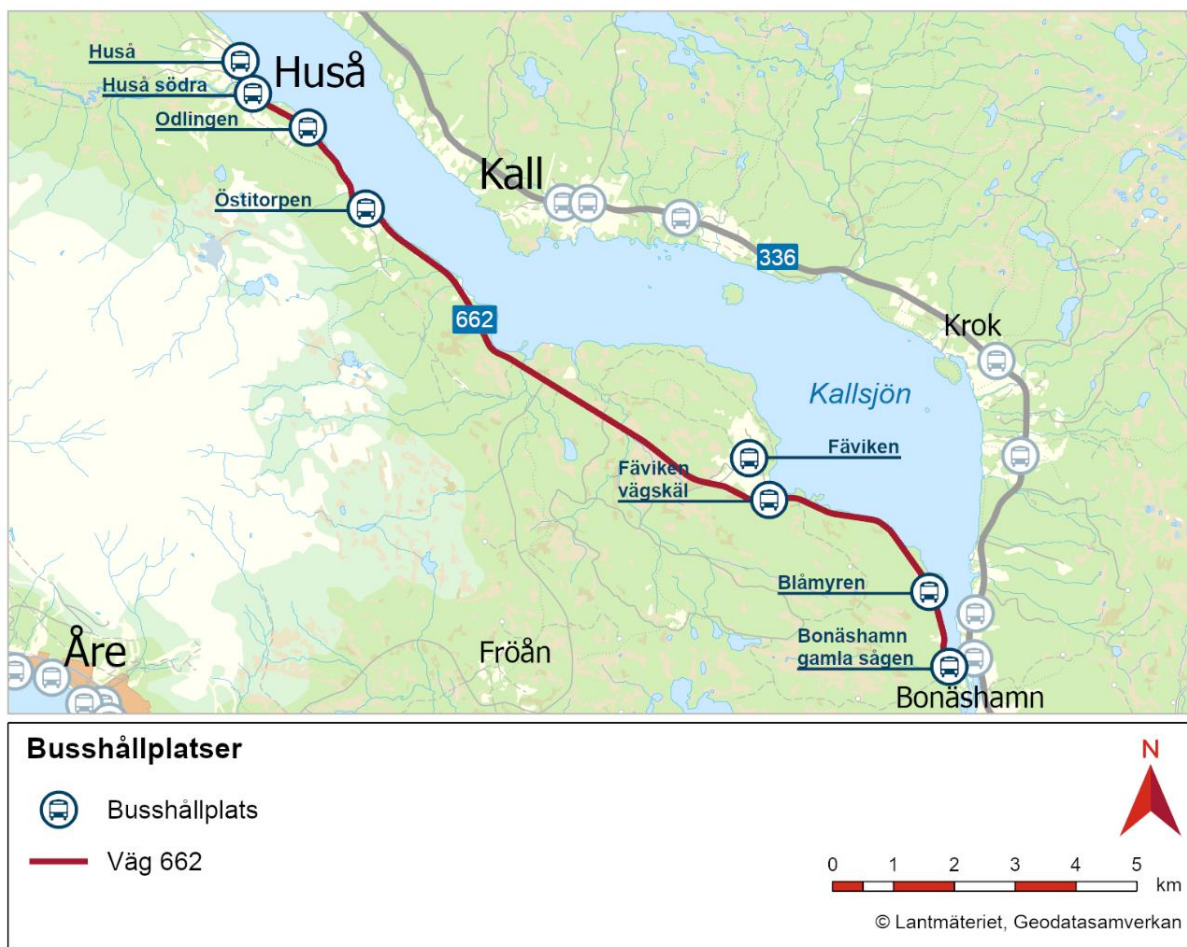 Huså
Huså
Huså södra
Odlingen
Kall
Östitorpen
336
662
Krok
Kallsjön
Fäviken
Fäviken
vägskäl
Blåmyren
Åre
Fröån
Bonäshamn
gamla sågen
Bonäshamn
Busshållplatser
Busshållplats
Väg 662
N
0 1 2 3 4 5
km
© Lantmäteriet, Geodatasamverkan